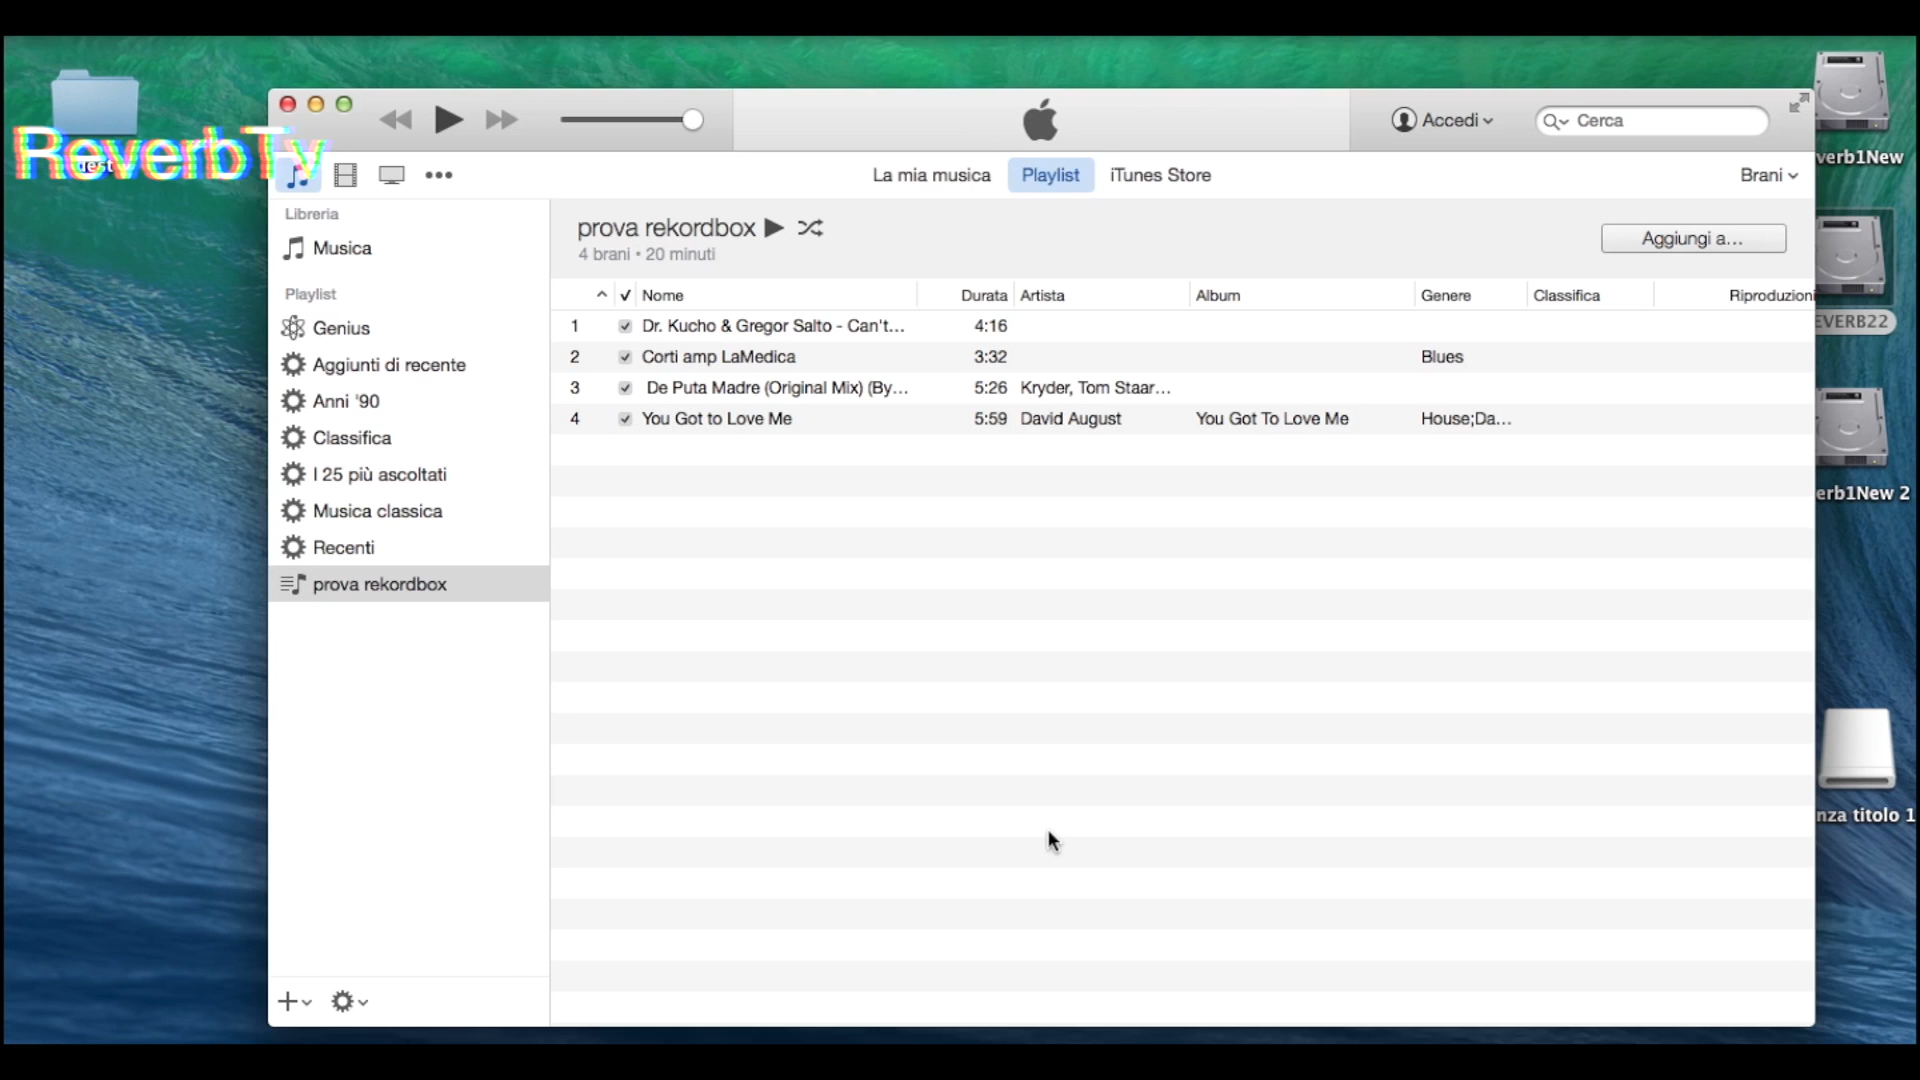 ReverbTv
Accedi
Cerca
verb1New
La mia musica Playlist iTunes Store
Brani
Libreria
Musica
Playlist
Genius
Aggiunti di recente
Anni '90
Classifica
I 25 più ascoltati
Musica classica
Recenti
prova rekordbox
prova rekordbox
4 brani • 20 minuti
Aggiungi a...
Nome Durata Artista Album Genere Classifica Riproduzioni
1 Dr. Kucho & Gregor Salto - Can't... 4:16
2 Corti amp LaMedica 3:32 Blues
3 De Puta Madre (Original Mix) (By... 5:26 Kryder, Tom Staar...
4 You Got to Love Me 5:59 David August You Got To Love Me House;Da...
EVERB22
erb1New 2
nza titolo 1